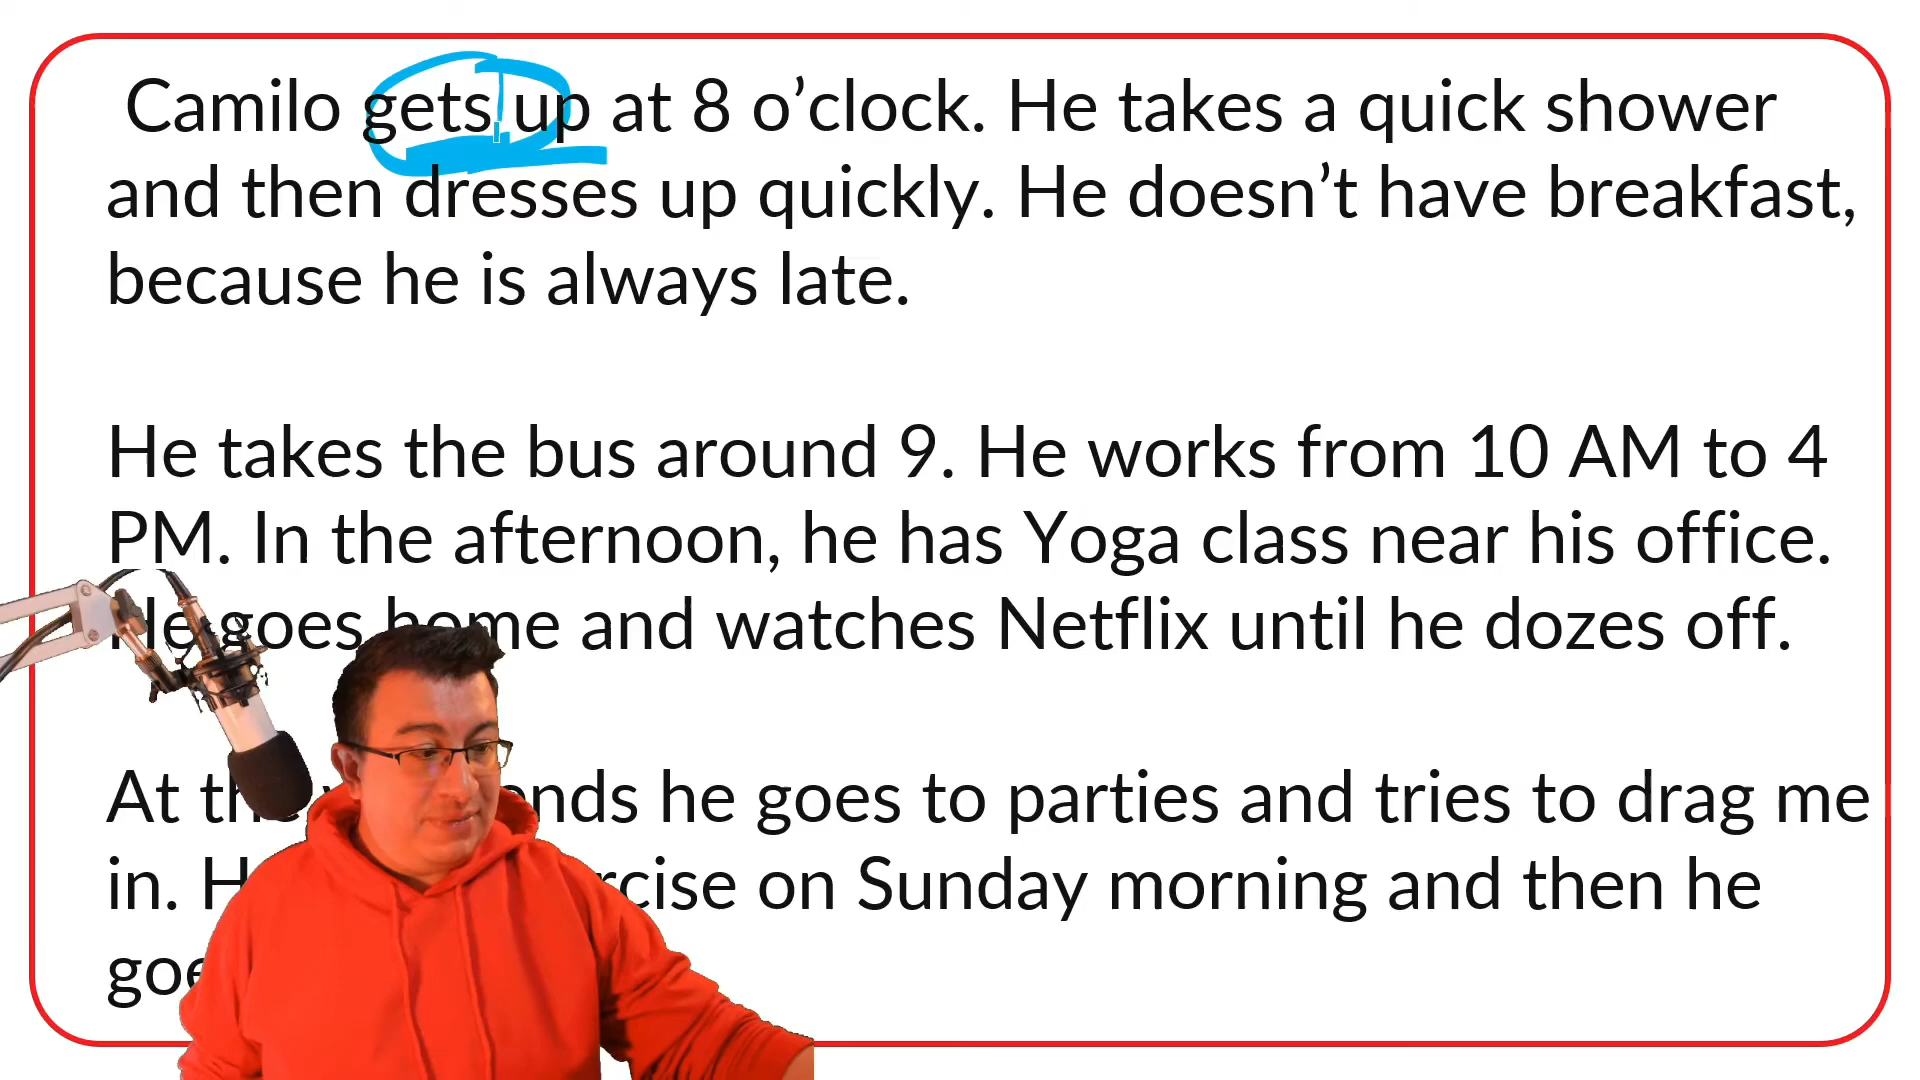 Camilo gets up at 8 o’clock. He takes a quick shower
and then dresses up quickly. He doesn’t have breakfast,
because he is always late.
He takes the bus around 9. He works from 10 AM to 4
PM. In the afternoon, he has Yoga class near his office.
He goes home and watches Netflix until he dozes off.
At the he goes to parties and tries to drag me
in. on Sunday morning and then he